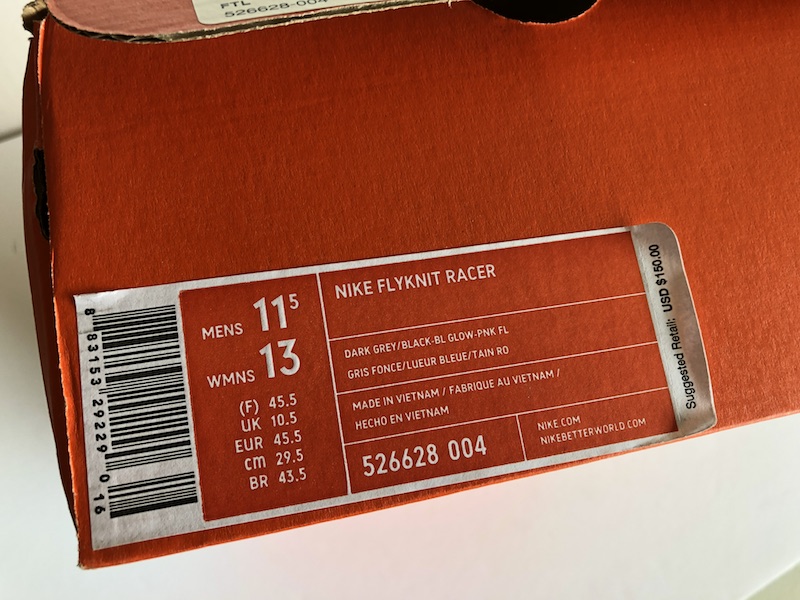 FTL
526628-004
8 83153 29229 0 16
MENS 11⁵
WMNS 13
(F) 45.5
UK 10.5
EUR 45.5
cm 29.5
BR 43.5
NIKE FLYKNIT RACER
DARK GREY/BLACK-BL GLOW-PNK FL
GRIS FONCE/LUEUR BLEUE/TAIN RO
MADE IN VIETNAM / FABRIQUE AU VIETNAM /
HECHO EN VIETNAM
526628 004
NIKE.COM
NIKEBETTERWORLD.COM
Suggested Retail: USD $150.00